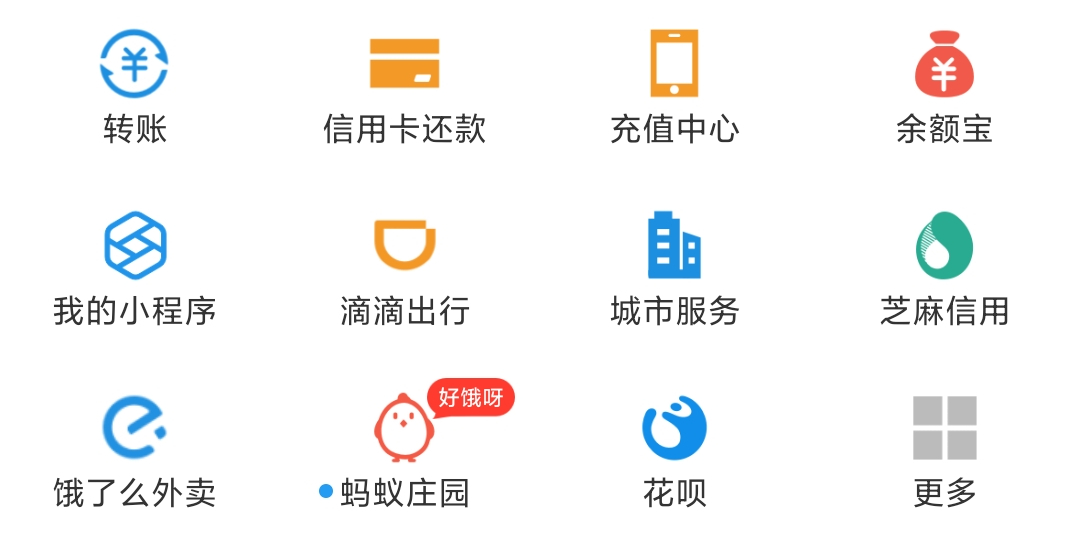 转账
信用卡还款
充值中心
余额宝
我的小程序
滴滴出行
城市服务
芝麻信用
好饿呀
饿了么外卖
蚂蚁庄园
花呗
更多